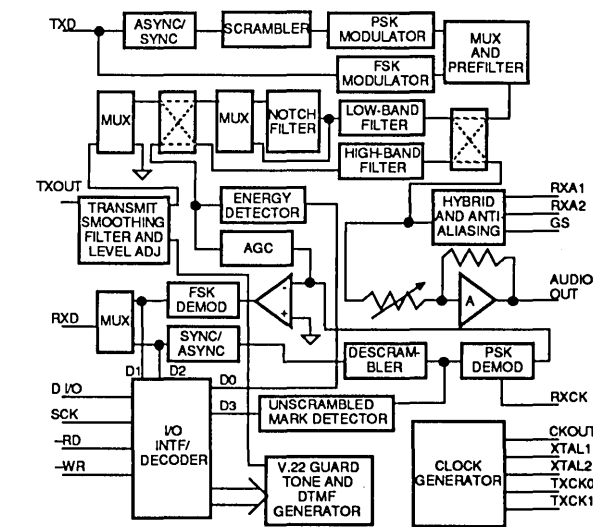 TXD
ASYNC/
SYNC
SCRAMBLER
PSK
MODULATOR
MUX
AND
PREFILTER
FSK
MODULATOR
MUX
MUX
NOTCH
FILTER
LOW-BAND
FILTER
HIGH-BAND
FILTER
TXOUT
TRANSMIT
SMOOTHING
FILTER AND
LEVEL ADJ
ENERGY
DETECTOR
HYBRID
AND ANTI-
ALIASING
RXA1
RXA2
GS
AGC
-
+
A
AUDIO
OUT
RXD
MUX
FSK
DEMOD
SYNC/
ASYNC
DESCRAM-
BLER
PSK
DEMOD
RXCK
D1
D2
D0
D3
D I/O
SCK
-RD
-WR
I/O
INTF/
DECODER
UNSCRAMBLED
MARK DETECTOR
V.22 GUARD
TONE AND
DTMF
GENERATOR
CLOCK
GENERATOR
CKOUT
XTAL1
XTAL2
TXCK0
TXCK1